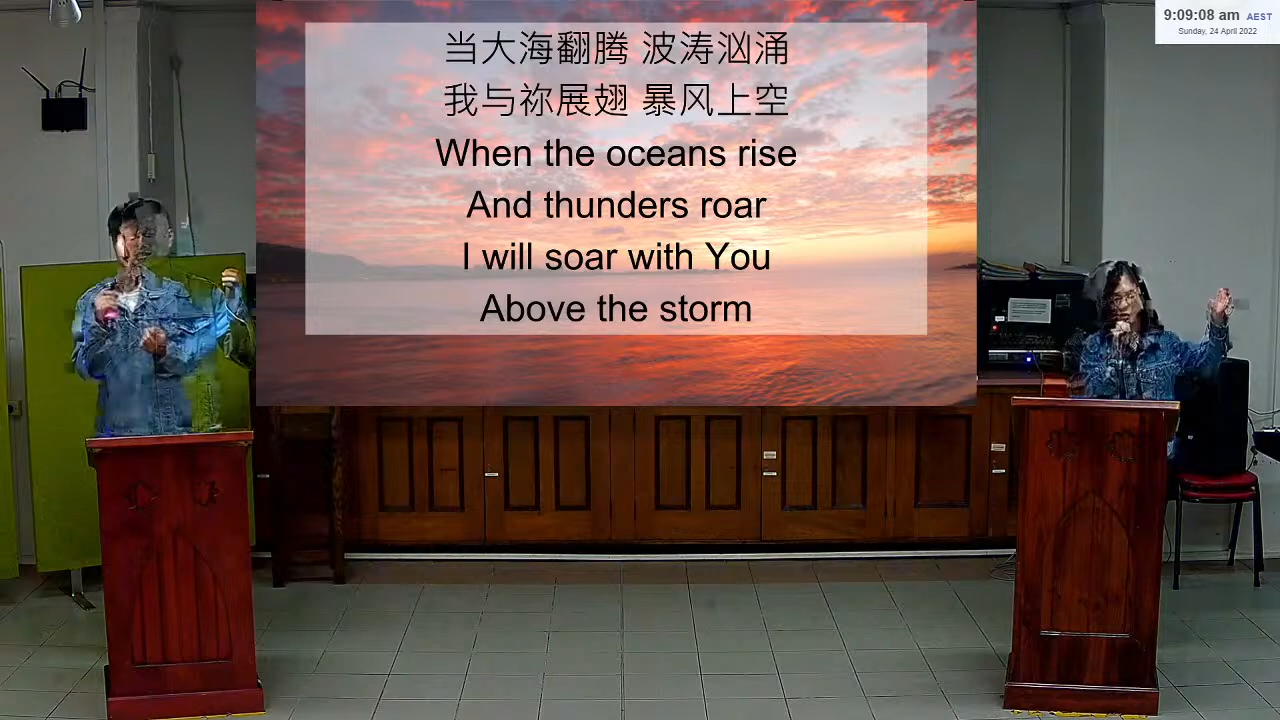 9:09:08 am AEST
Sunday, 24 April 2022
当大海翻腾 波涛汹涌
我与祢展翅 暴风上空
When the oceans rise
And thunders roar
I will soar with You
Above the storm